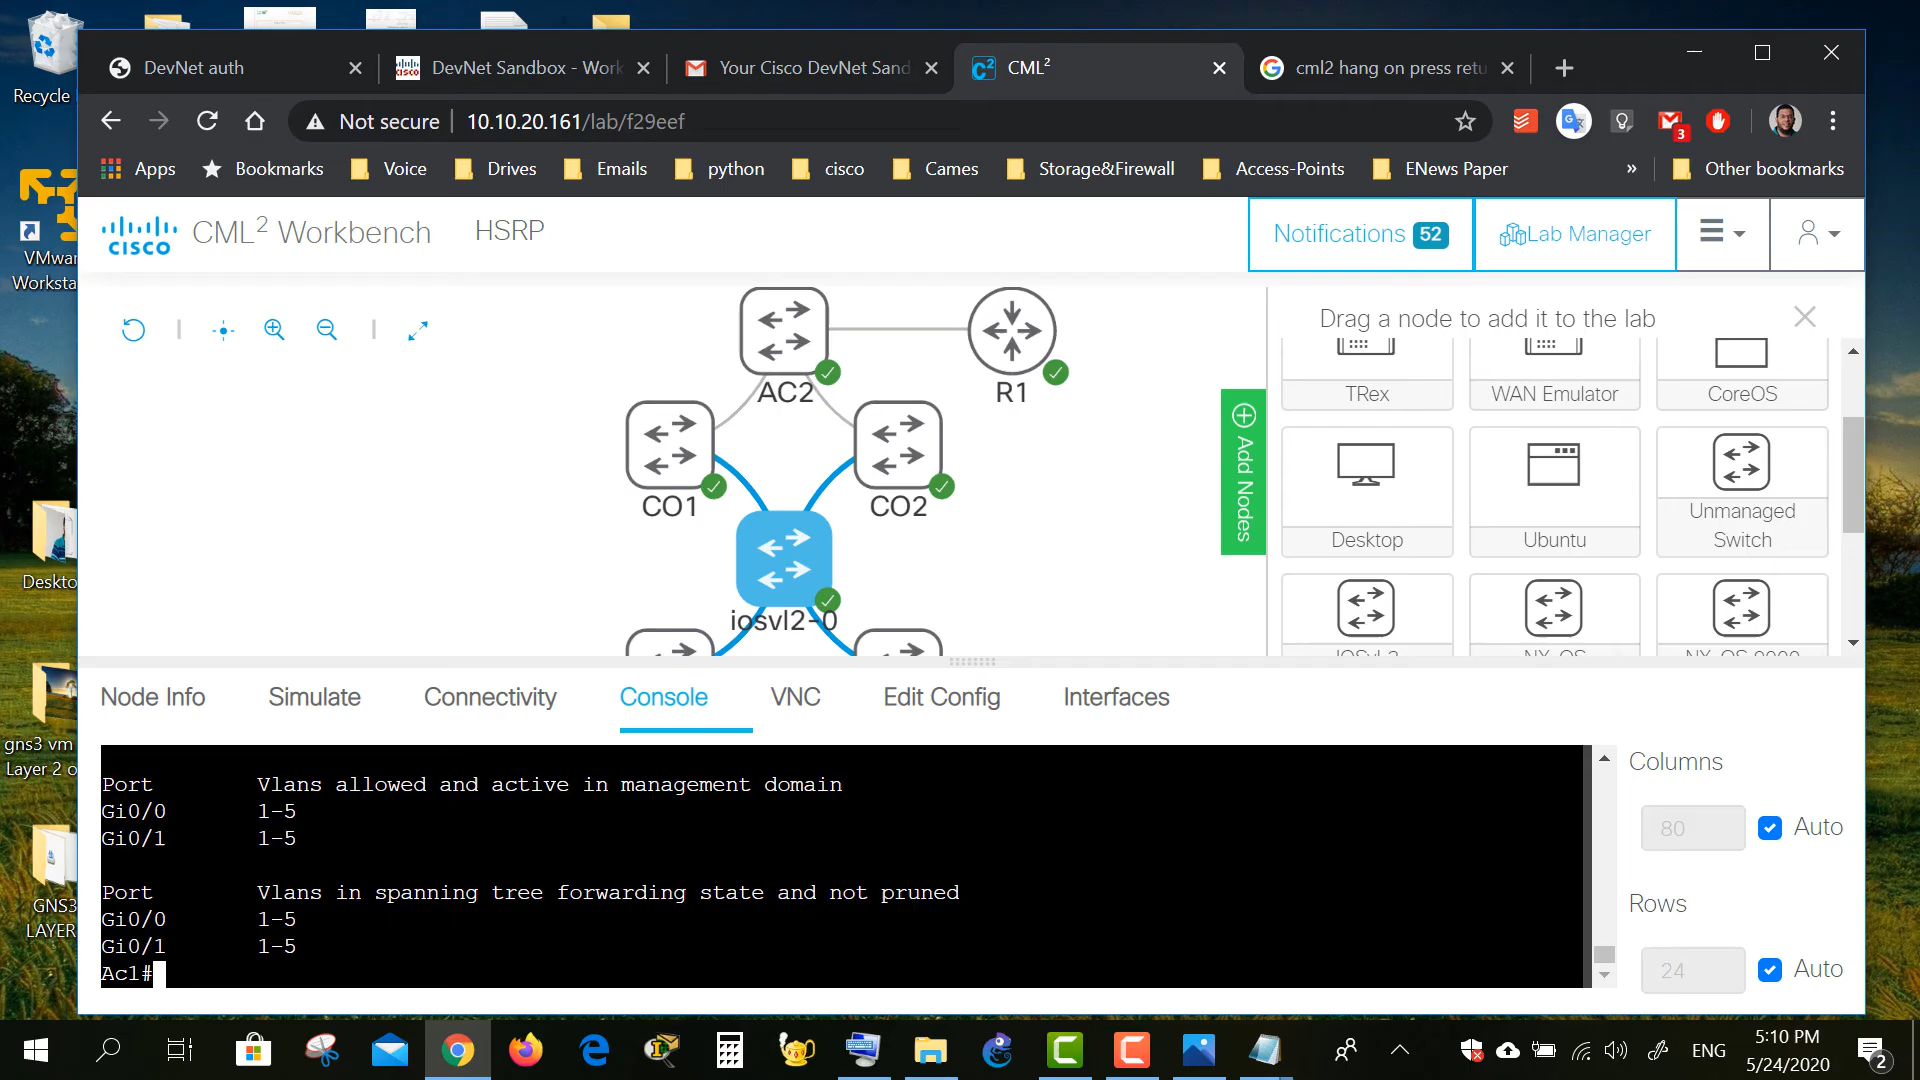 Recycle
VMwar
Worksta
Deskto
gns3 vm
Layer 2 o
GNS3
LAYER
DevNet auth
CISCO
DevNet Sandbox - Work
Your Cisco DevNet Sand
CML²
cml2 hang on press retu
Not secure
10.10.20.161/lab/f29eef
3
Apps
Bookmarks
Voice
Drives
Emails
python
cisco
Cames
Storage&Firewall
Access-Points
ENews Paper
»
Other bookmarks
CISCO
CML² Workbench
HSRP
Notifications 52
Lab Manager
AC2
R1
CO1
CO2
iosvl2-0
Add Nodes
Drag a node to add it to the lab
TRex
WAN Emulator
CoreOS
Desktop
Ubuntu
Unmanaged
Switch
Node Info
Simulate
Connectivity
Console
VNC
Edit Config
Interfaces
Port Vlans allowed and active in management domain
Gi0/0 1-5
Gi0/1 1-5
Port Vlans in spanning tree forwarding state and not pruned
Gi0/0 1-5
Gi0/1 1-5
Ac1#
Columns
80
Auto
Rows
24
Auto
ENG
5:10 PM
5/24/2020
2